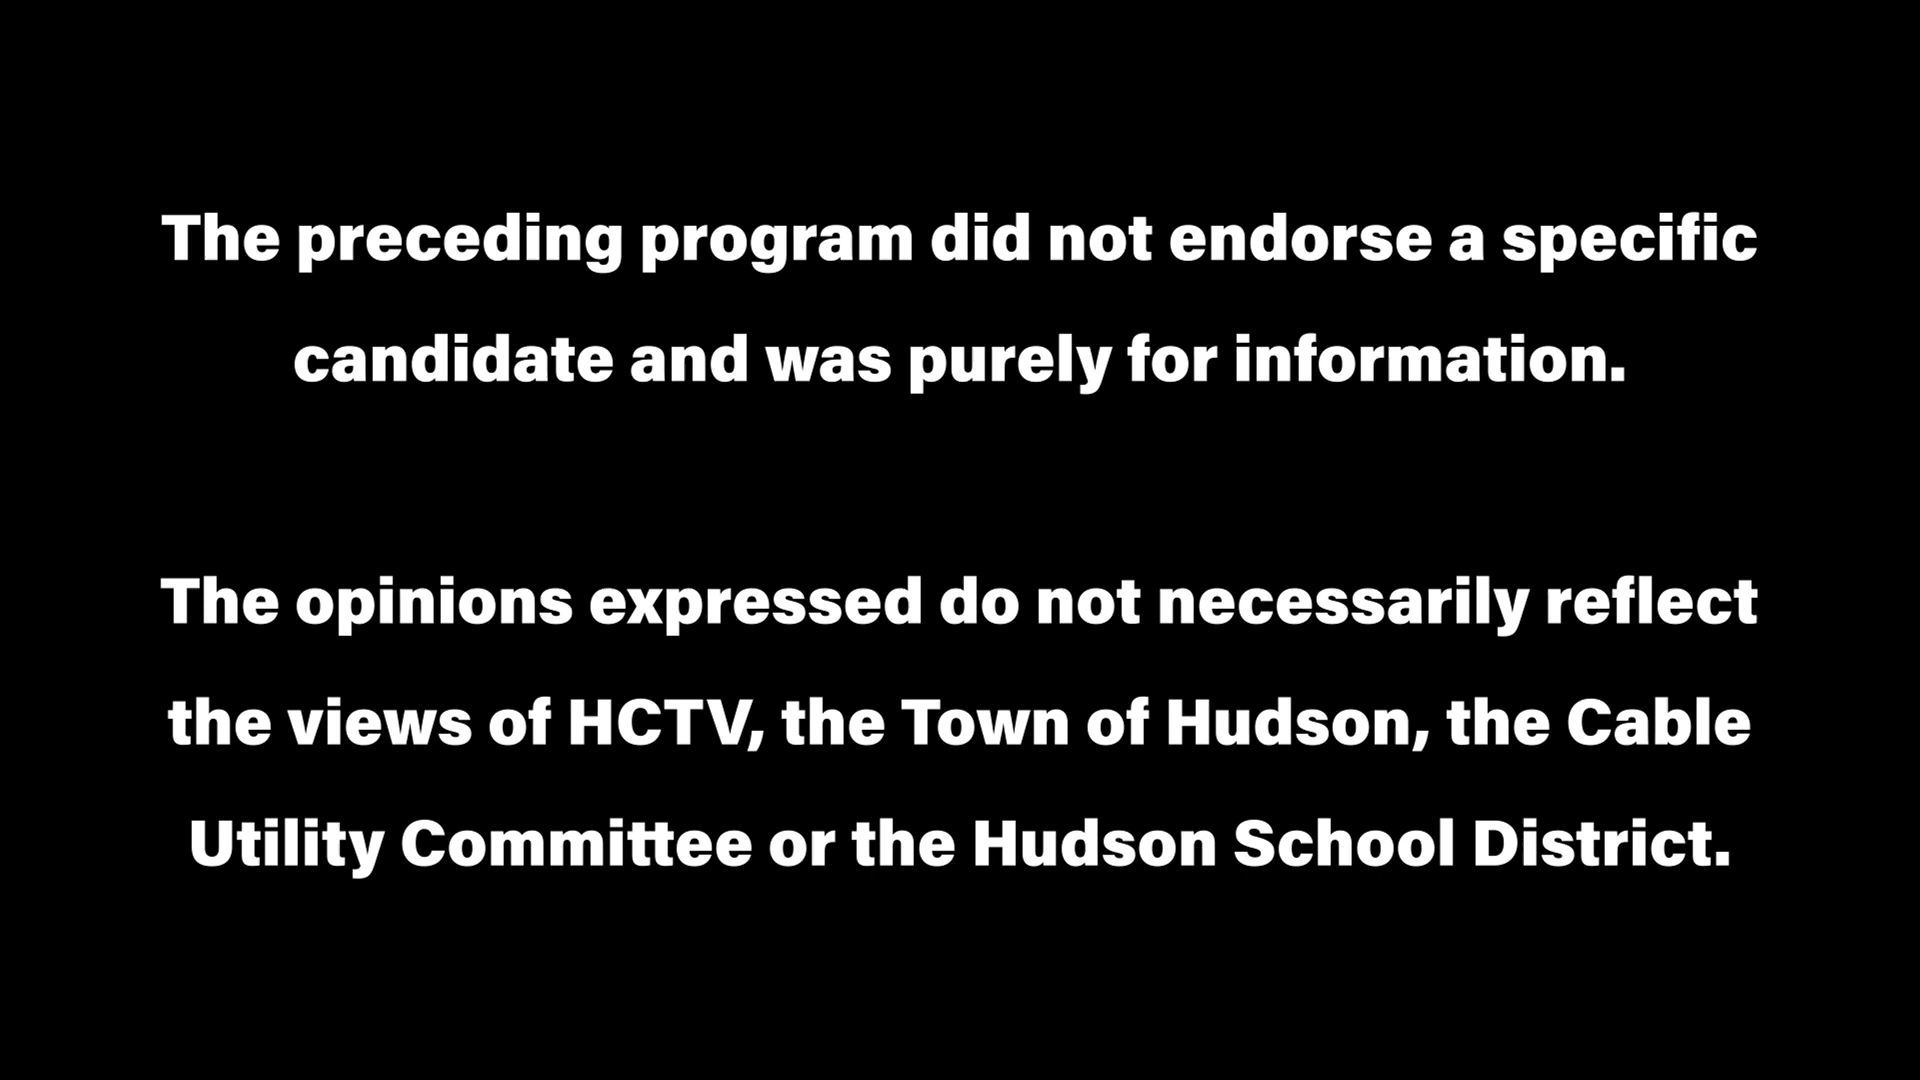 The preceding program did not endorse a specific
candidate and was purely for information.
The opinions expressed do not necessarily reflect
the views of HCTV, the Town of Hudson, the Cable
Utility Committee or the Hudson School District.